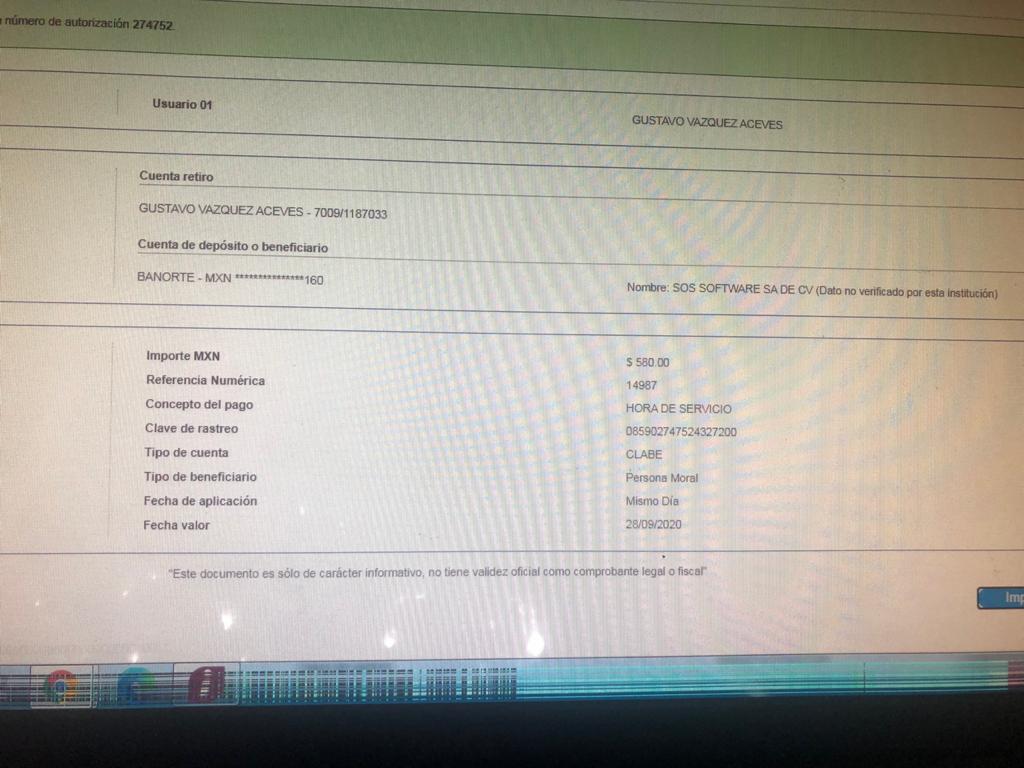 número de autorización 274752.
Usuario 01
GUSTAVO VAZQUEZ ACEVES
Cuenta retiro
GUSTAVO VAZQUEZ ACEVES - 7009/1187033
Cuenta de depósito o beneficiario
BANORTE - MXN ***************160
Nombre: SOS SOFTWARE SA DE CV (Dato no verificado por esta institución)
Importe MXN
$ 580.00
Referencia Numérica
14987
Concepto del pago
HORA DE SERVICIO
Clave de rastreo
085902747524327200
Tipo de cuenta
CLABE
Tipo de beneficiario
Persona Moral
Fecha de aplicación
Mismo Día
Fecha valor
28/09/2020
"Este documento es sólo de carácter informativo, no tiene validez oficial como comprobante legal o fiscal"
Imp